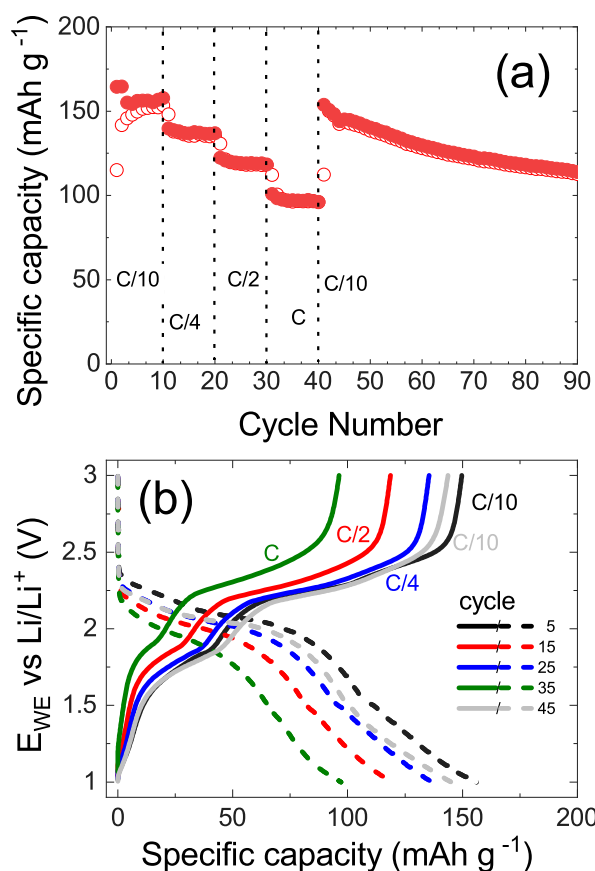 (a)
Specific capacity (mAh g⁻¹)
200
150
100
50
0
C/10
C/4
C/2
C
C/10
0 10 20 30 40 50 60 70 80 90
Cycle Number
(b)
E_WE vs Li/Li⁺ (V)
3
2.5
2
1.5
1
C
C/2
C/4
C/10
C/10
cycle
5
15
25
35
45
0 50 100 150 200
Specific capacity (mAh g⁻¹)